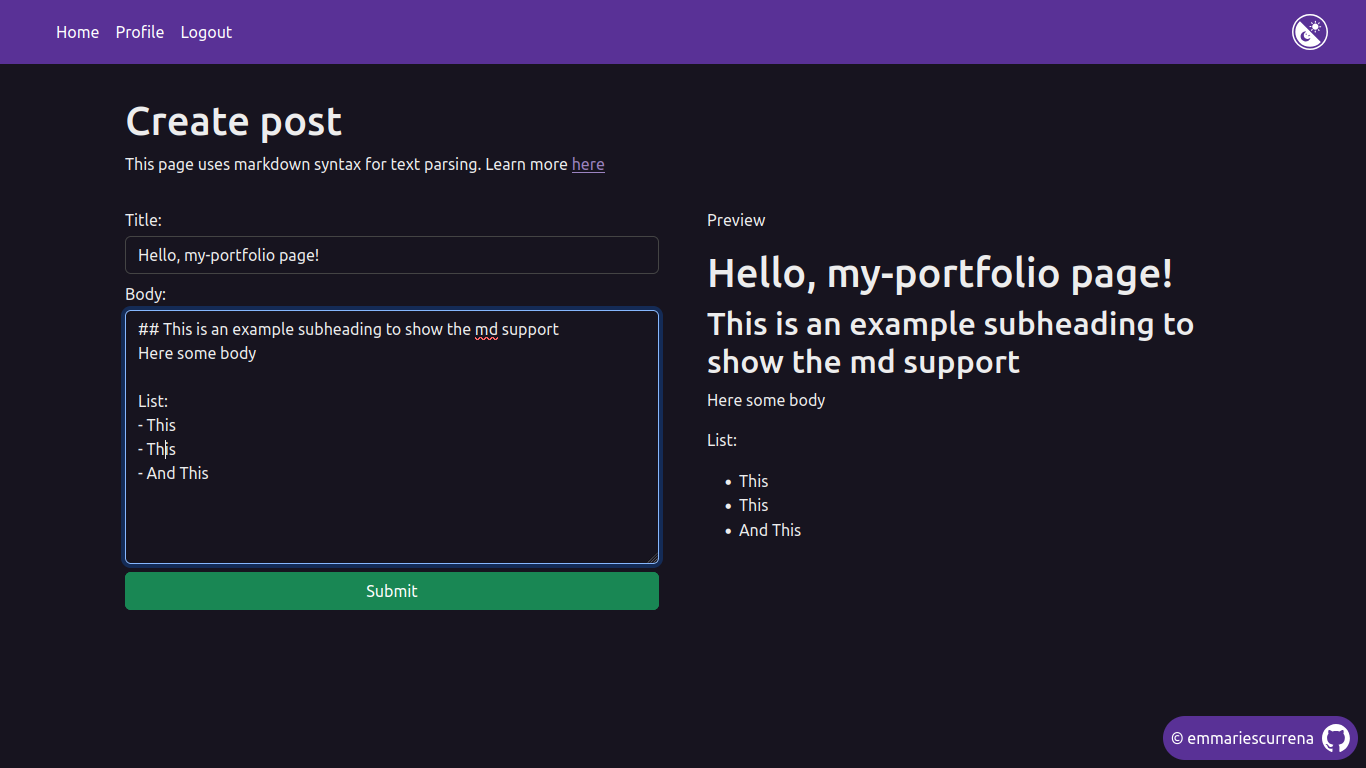 Home Profile Logout
Create post
This page uses markdown syntax for text parsing. Learn more here
Title:
Hello, my-portfolio page!
Body:
## This is an example subheading to show the md support
Here some body
List:
- This
- This
- And This
Submit
Preview
Hello, my-portfolio page!
This is an example subheading to
show the md support
Here some body
List:
• This
• This
• And This
© emmariescurrena